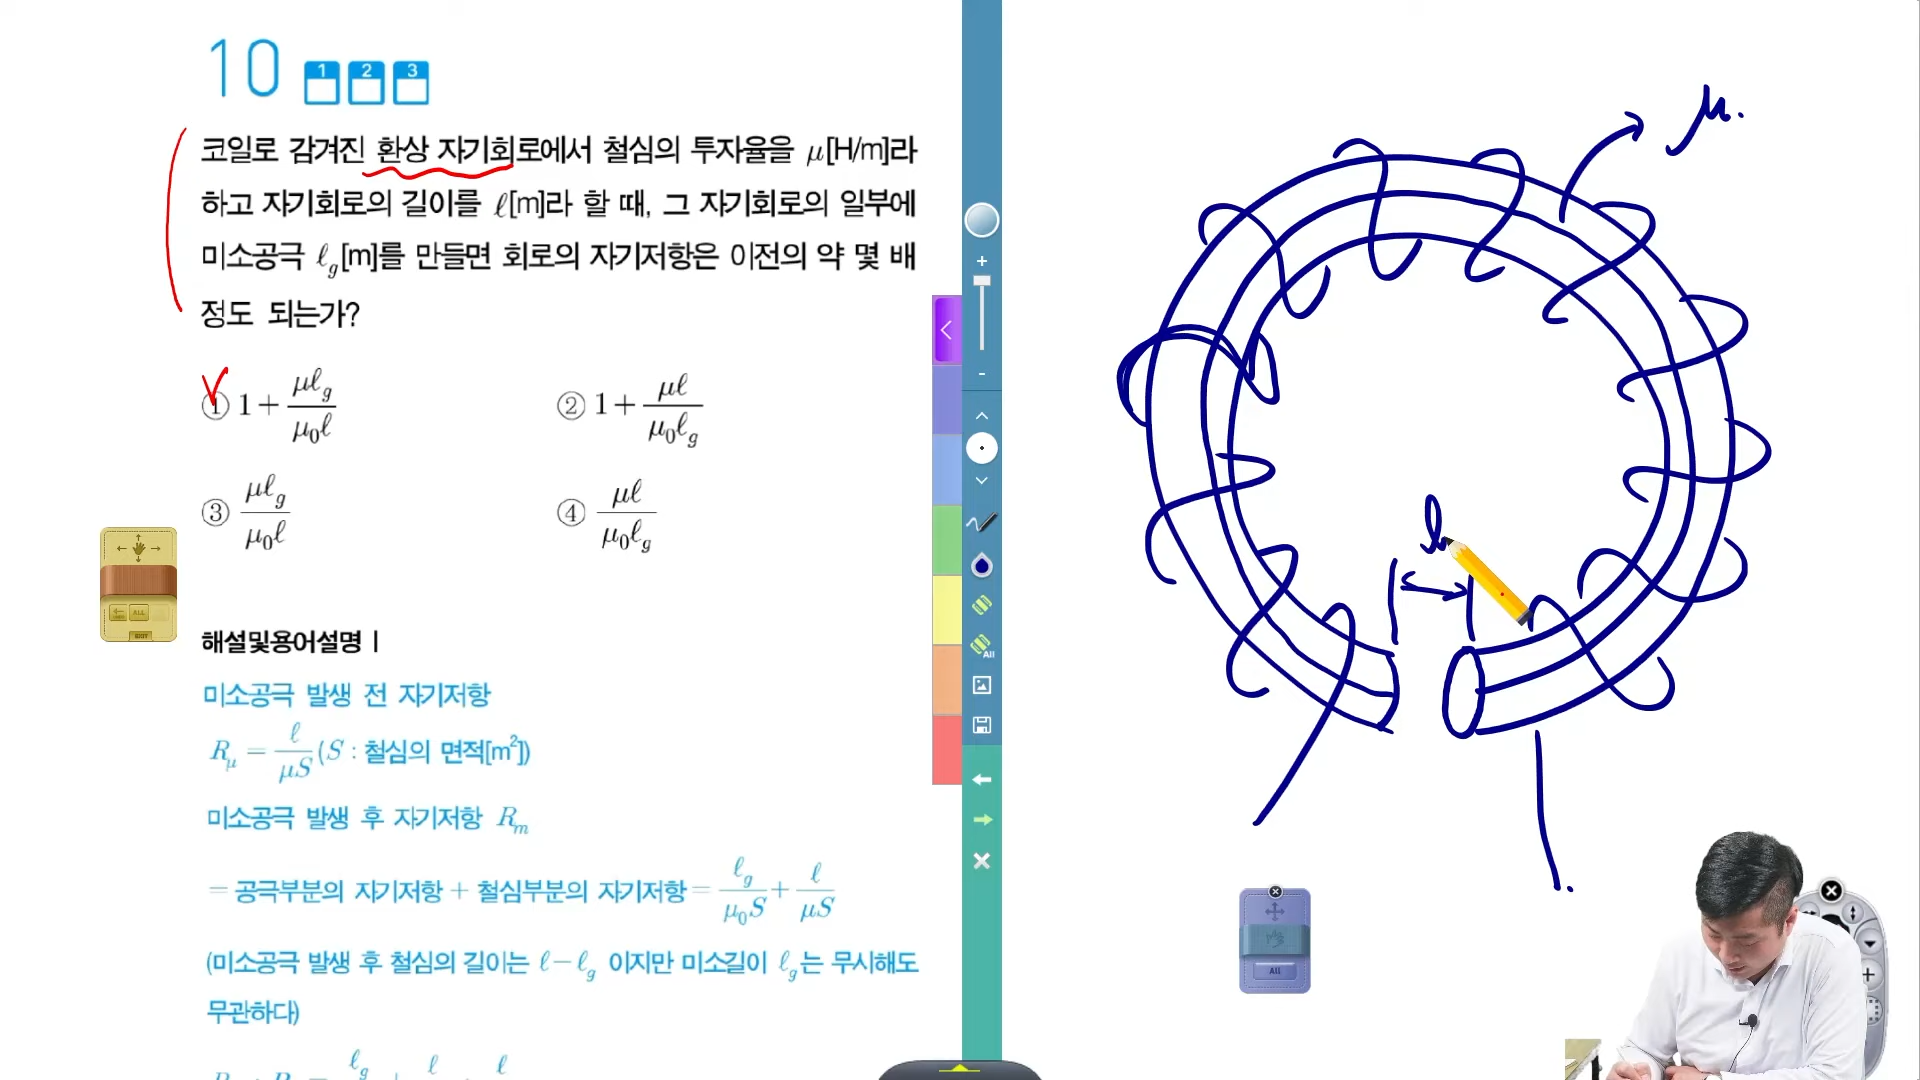 10 1 2 3
코일로 감겨진 환상 자기회로에서 철심의 투자율을 μ[H/m]라
하고 자기회로의 길이를 ℓ[m]라 할 때, 그 자기회로의 일부에
미소공극 ℓg[m]를 만들면 회로의 자기저항은 이전의 약 몇 배
정도 되는가?
① 1+ μℓg/μ0ℓ ② 1+ μℓ/μ0ℓg
③ μℓg/μ0ℓ ④ μℓ/μ0ℓg
해설및용어설명 |
미소공극 발생 전 자기저항
Rμ = ℓ/μS (S : 철심의 면적[m²])
미소공극 발생 후 자기저항 Rm
= 공극부분의 자기저항 + 철심부분의 자기저항 = ℓg/μ0S + ℓ/μS
(미소공극 발생 후 철심의 길이는 ℓ-ℓg 이지만 미소길이 ℓg는 무시해도
무관하다)
μ.
ℓ
All
ALL
EXIT
All